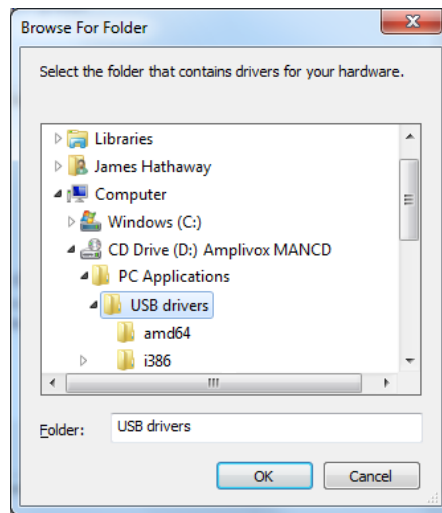 Browse For Folder
Select the folder that contains drivers for your hardware.
Libraries
James Hathaway
Computer
Windows (C:)
CD Drive (D:) Amplivox MANCD
PC Applications
USB drivers
amd64
i386
Folder: USB drivers
OK Cancel